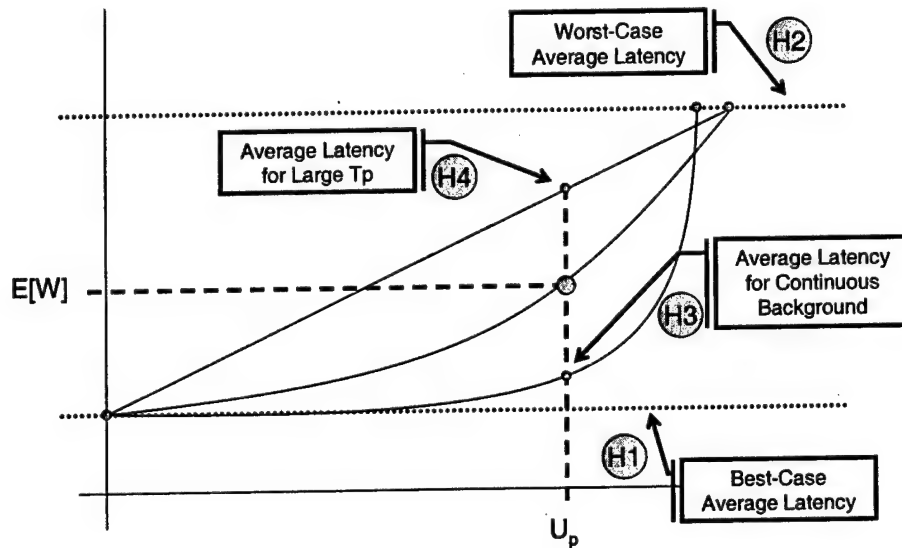 Worst-Case
Average Latency
H2
Average Latency
for Large Tp
H4
E[W]
Average Latency
for Continuous
Background
H3
H1
Best-Case
Average Latency
Up